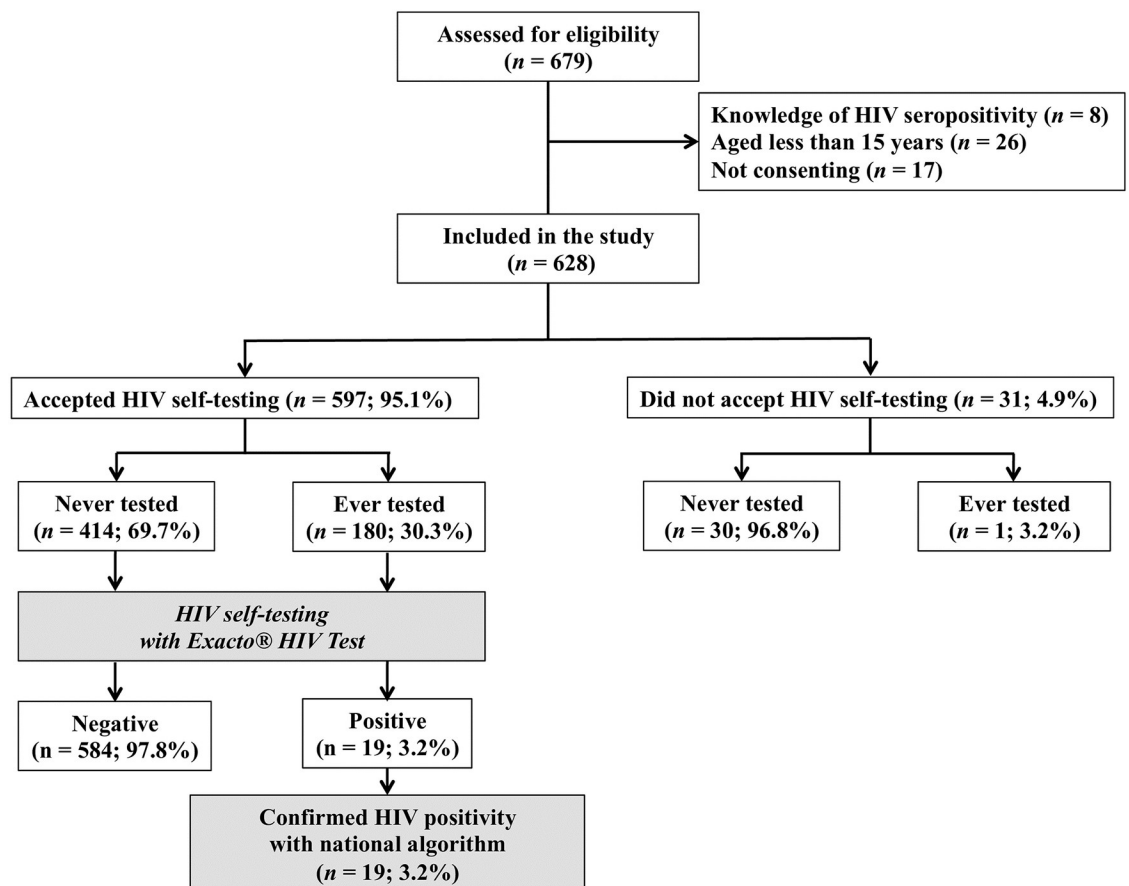 Assessed for eligibility
(n = 679)
Knowledge of HIV seropositivity (n = 8)
Aged less than 15 years (n = 26)
Not consenting (n = 17)
Included in the study
(n = 628)
Accepted HIV self-testing (n = 597; 95.1%)
Did not accept HIV self-testing (n = 31; 4.9%)
Never tested
(n = 414; 69.7%)
Ever tested
(n = 180; 30.3%)
Never tested
(n = 30; 96.8%)
Ever tested
(n = 1; 3.2%)
HIV self-testing
with Exacto® HIV Test
Negative
(n = 584; 97.8%)
Positive
(n = 19; 3.2%)
Confirmed HIV positivity
with national algorithm
(n = 19; 3.2%)